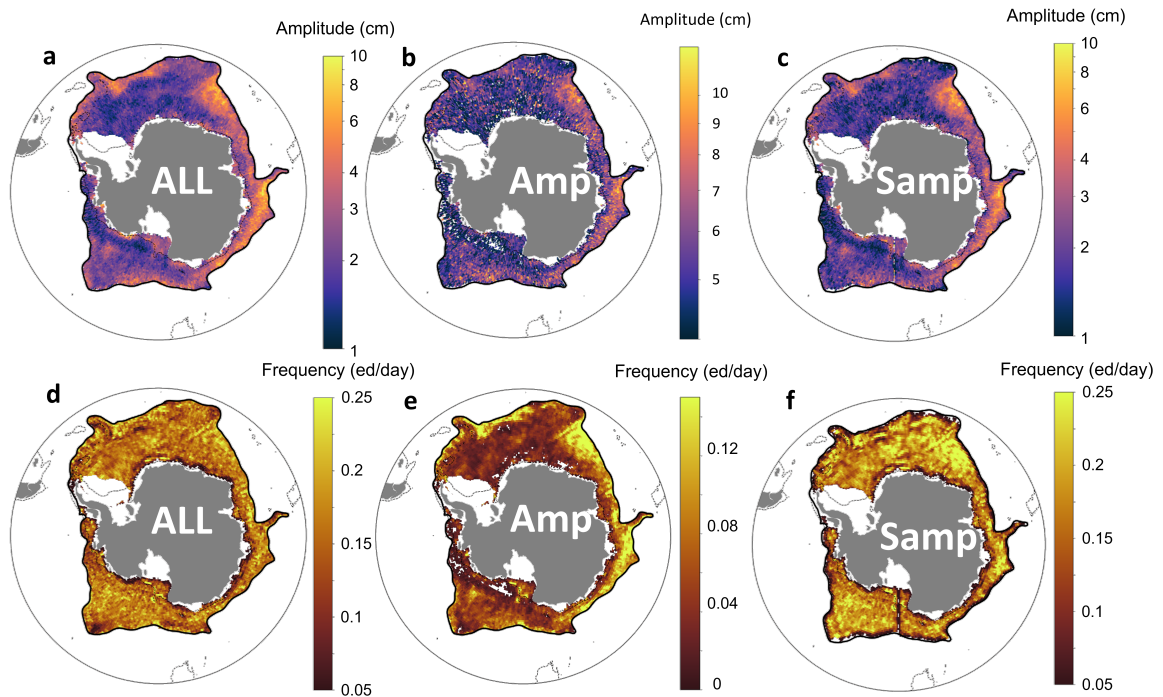 Amplitude (cm)
a
ALL
10
8
6
4
3
2
1
Amplitude (cm)
b
Amp
10
9
8
7
6
5
Amplitude (cm)
c
Samp
10
8
6
4
3
2
1
Frequency (ed/day)
d
ALL
0.25
0.2
0.15
0.1
0.05
Frequency (ed/day)
e
Amp
0.12
0.08
0.04
0
Frequency (ed/day)
f
Samp
0.25
0.2
0.15
0.1
0.05